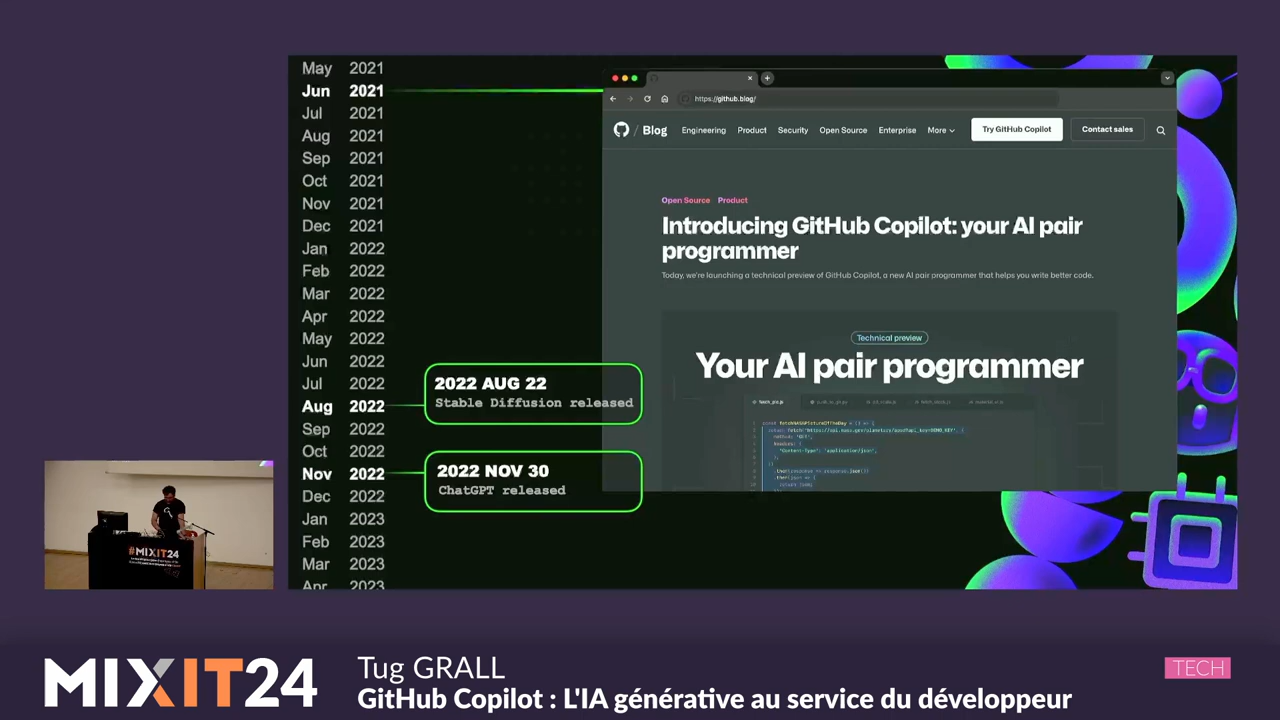 May 2021
Jun 2021
Jul 2021
Aug 2021
Sep 2021
Oct 2021
Nov 2021
Dec 2021
Jan 2022
Feb 2022
Mar 2022
Apr 2022
May 2022
Jun 2022
Jul 2022
Aug 2022
Sep 2022
Oct 2022
Nov 2022
Dec 2022
Jan 2023
Feb 2023
Mar 2023
Apr 2023
2022 AUG 22
Stable Diffusion released
2022 NOV 30
ChatGPT released
https://github.blog/
/ Blog Engineering Product Security Open Source Enterprise More Try GitHub Copilot Contact sales
Open Source Product
Introducing GitHub Copilot: your AI pair
programmer
Today, we're launching a technical preview of GitHub Copilot, a new AI pair programmer that helps you write better code.
Technical preview
Your AI pair programmer
#MIXIT24
MIXIT24
Tug GRALL
GitHub Copilot : L'IA générative au service du développeur
TECH